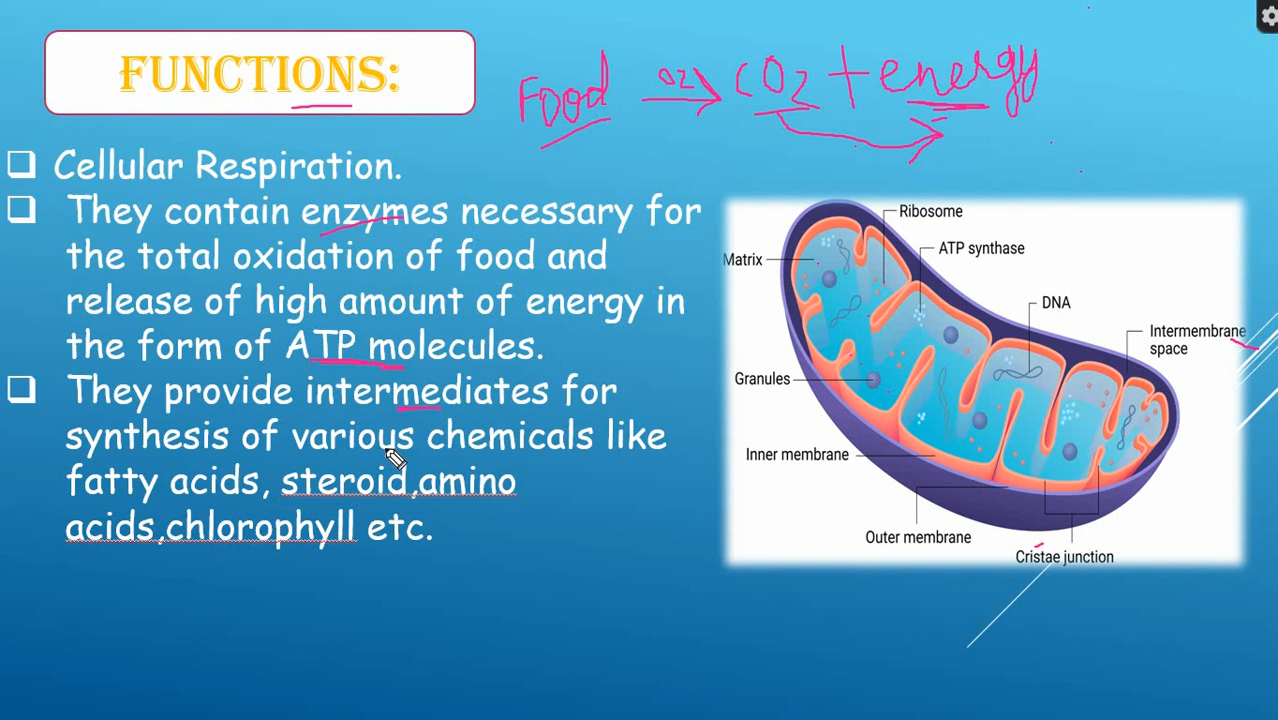 FUNCTIONS:
Food O2 CO2 + energy
Cellular Respiration.
They contain enzymes necessary for
the total oxidation of food and
release of high amount of energy in
the form of ATP molecules.
They provide intermediates for
synthesis of various chemicals like
fatty acids, steroid,amino
acids,chlorophyll etc.
Ribosome
ATP synthase
Matrix
DNA
Intermembrane
space
Granules
Inner membrane
Outer membrane
Cristae junction